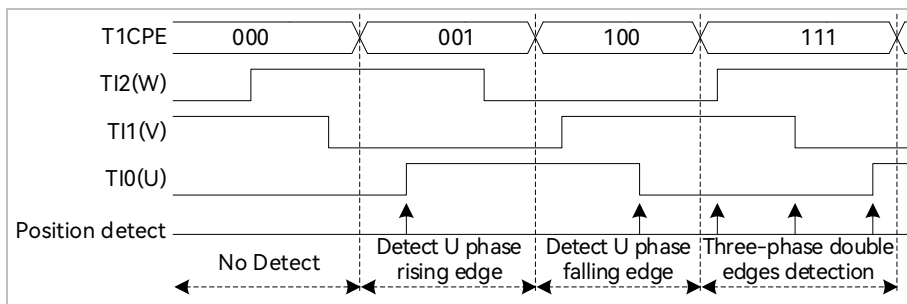 T1CPE 000 001 100 111
TI2(W)
TI1(V)
TI0(U)
Position detect
No Detect
Detect U phase
rising edge
Detect U phase
falling edge
Three-phase double
edges detection